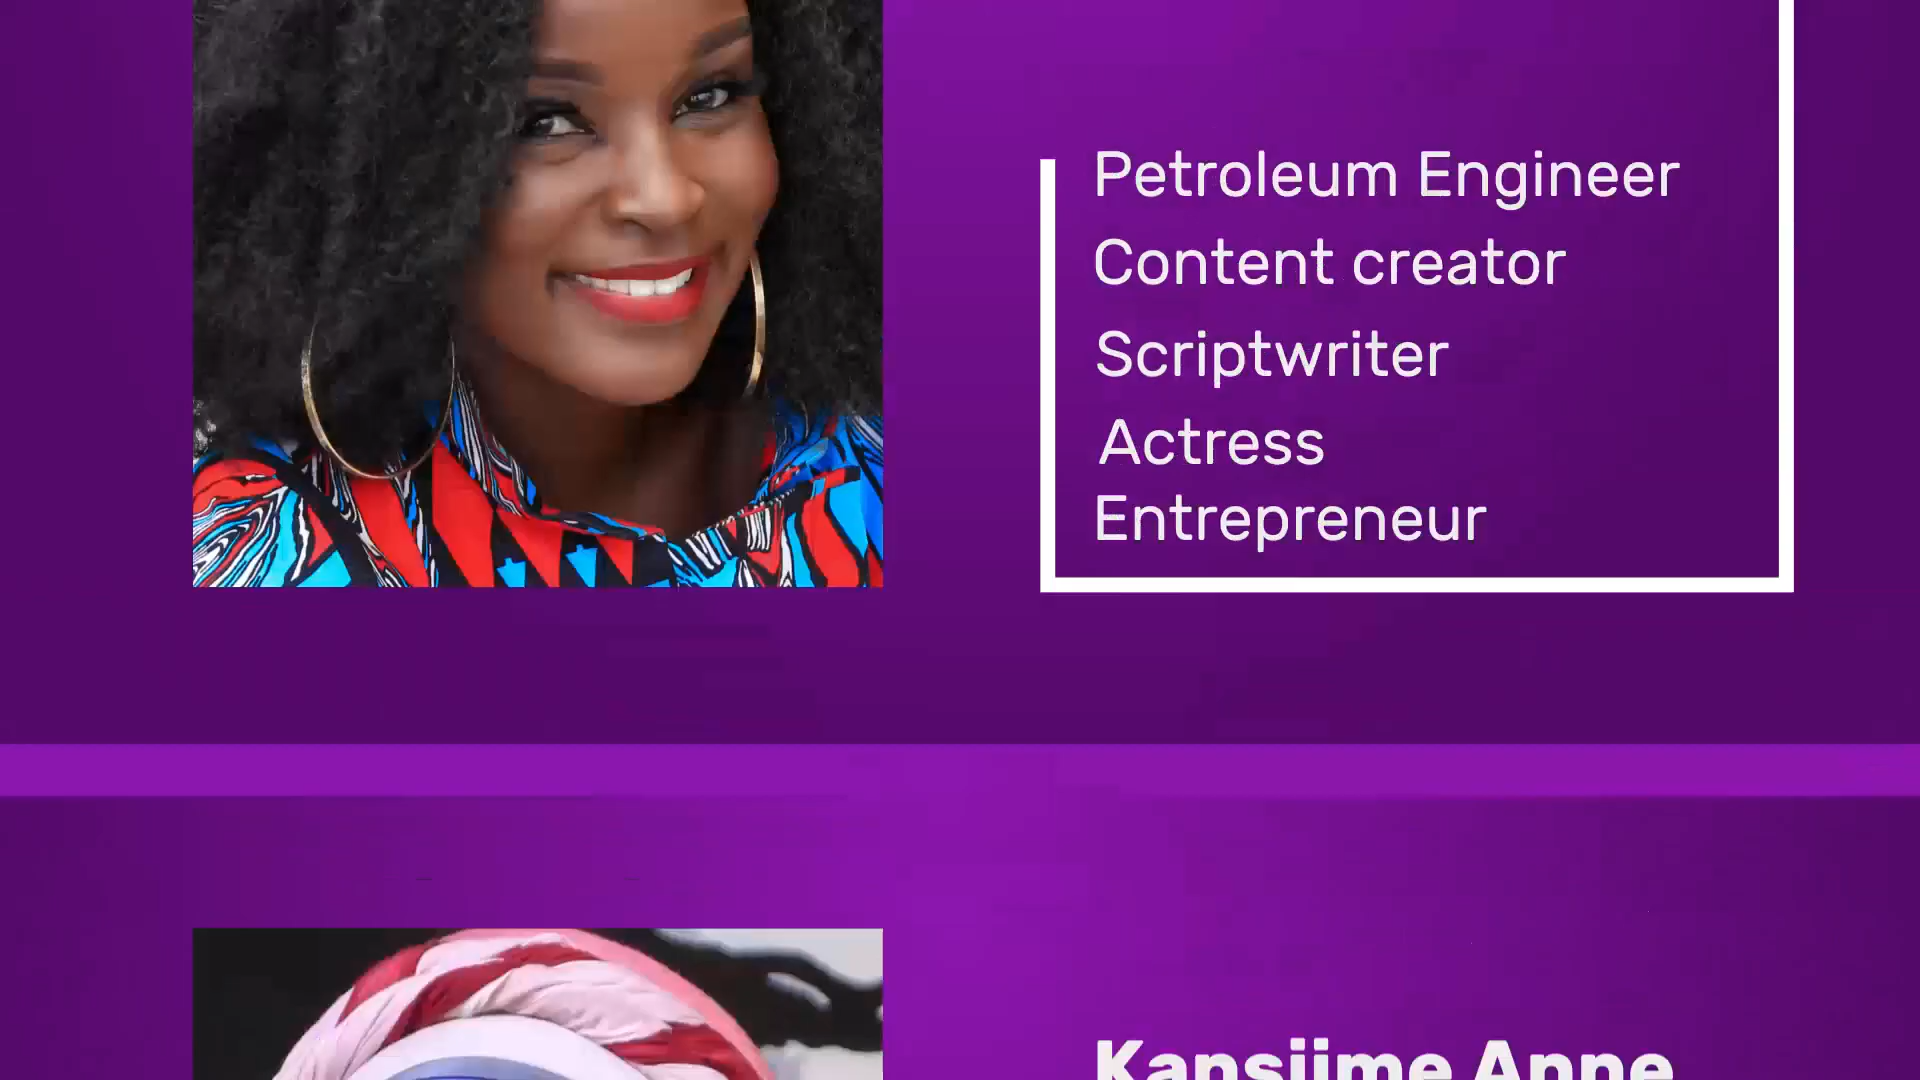 Petroleum Engineer
Content creator
Scriptwriter
Actress
Entrepreneur
Kansiime Anne